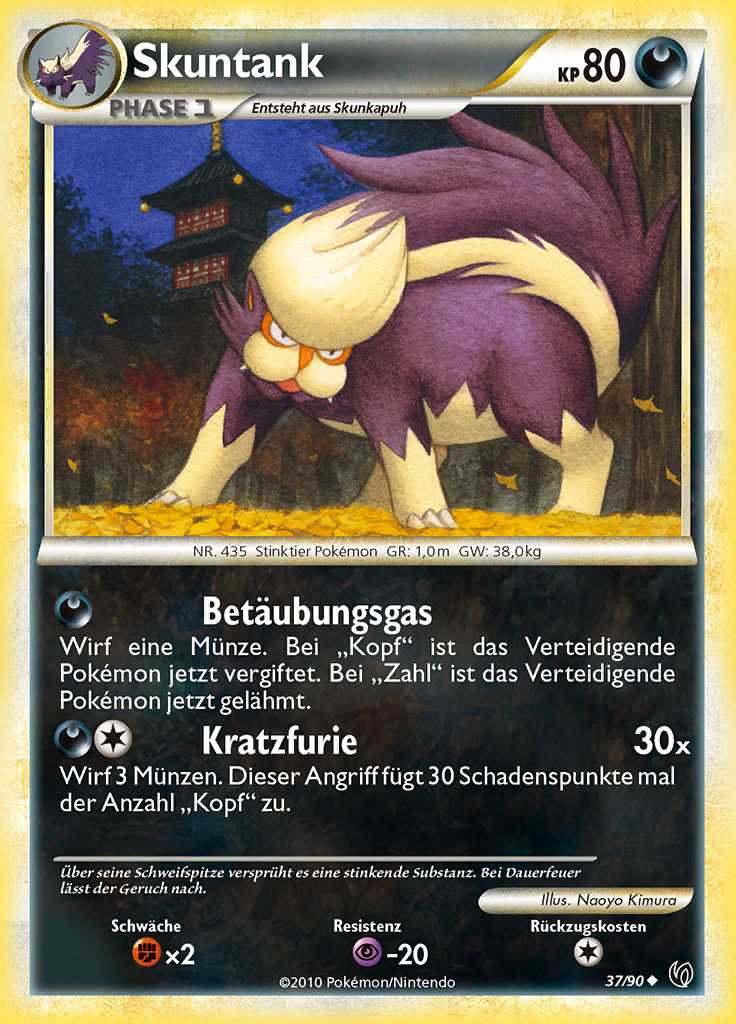 Skuntank
KP80
PHASE 1
Entsteht aus Skunkapuh
NR. 435 Stinktier Pokémon GR: 1,0m GW: 38,0kg
Betäubungsgas
Wirf eine Münze. Bei „Kopf“ ist das Verteidigende
Pokémon jetzt vergiftet. Bei „Zahl“ ist das Verteidigende
Pokémon jetzt gelähmt.
Kratzfurie 30x
Wirf 3 Münzen. Dieser Angriff fügt 30 Schadenspunkte mal
der Anzahl „Kopf“ zu.
Über seine Schweifspitze versprüht es eine stinkende Substanz. Bei Dauerfeuer
lässt der Geruch nach.
Illus. Naoyo Kimura
Schwäche Resistenz Rückzugskosten
×2 -20
©2010 Pokémon/Nintendo
37/90